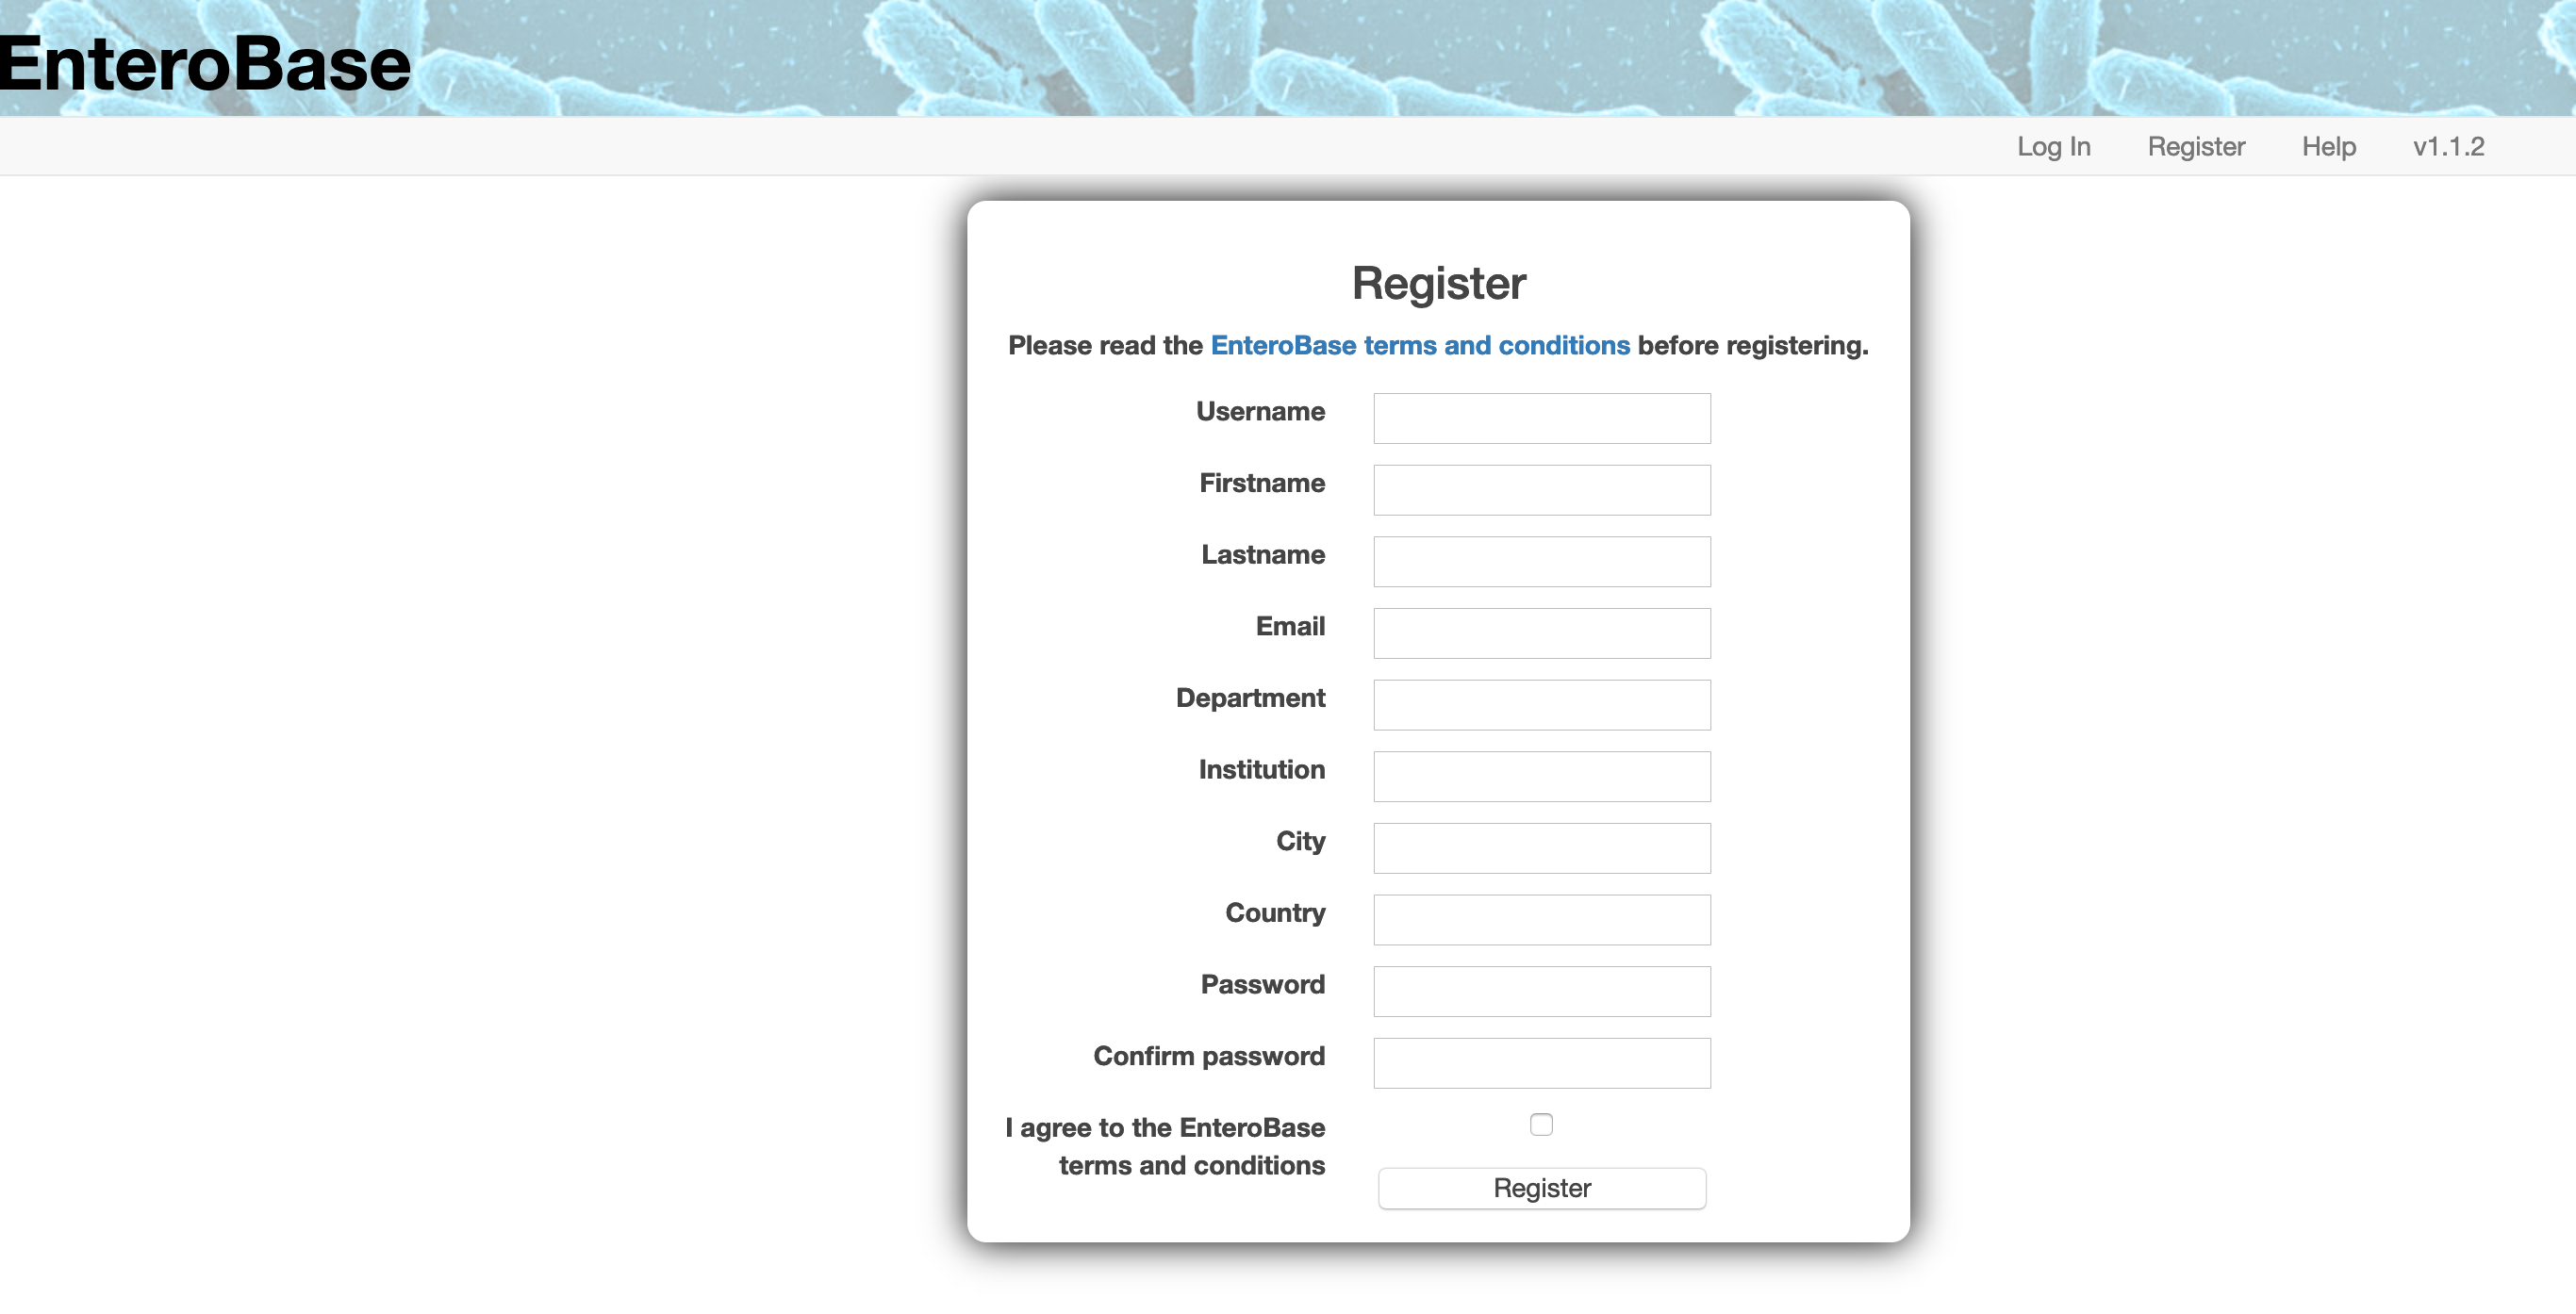 EnteroBase
Log In Register Help v1.1.2
Register
Please read the EnteroBase terms and conditions before registering.
Username
Firstname
Lastname
Email
Department
Institution
City
Country
Password
Confirm password
I agree to the EnteroBase
terms and conditions
Register